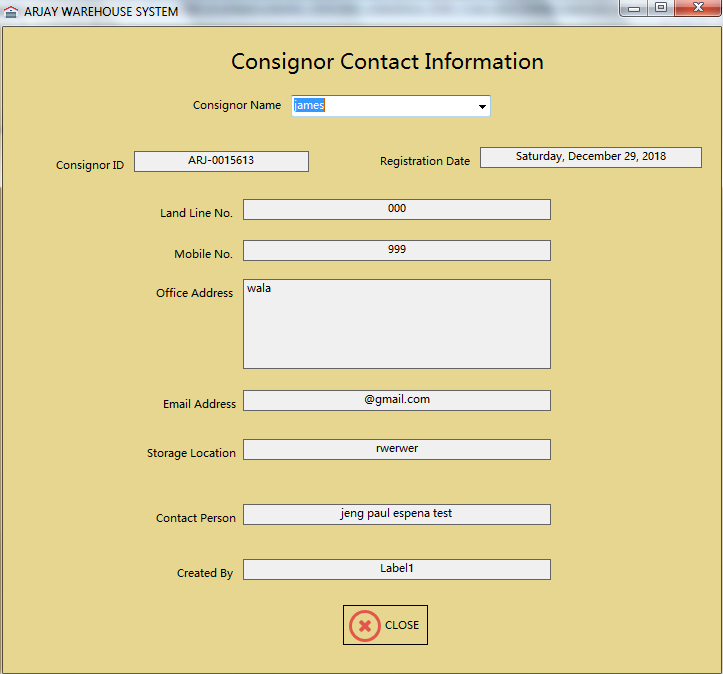 ARJAY WAREHOUSE SYSTEM
Consignor Contact Information
Consignor Name james
Consignor ID ARJ-0015613 Registration Date Saturday, December 29, 2018
Land Line No. 000
Mobile No. 999
Office Address wala
Email Address @gmail.com
Storage Location rwerwer
Contact Person jeng paul espena test
Created By Label1
CLOSE